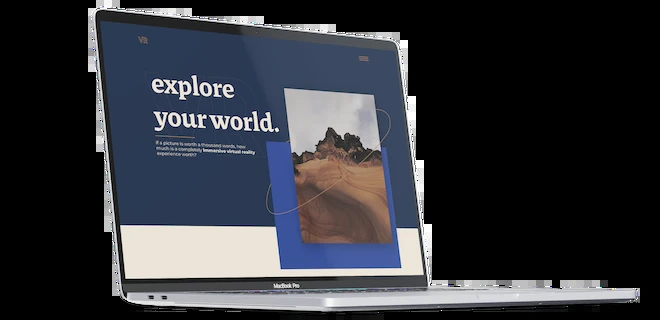 VR
explore
your world.
If a picture is worth a thousand words, how
much is a completely immersive virtual reality
experience worth?
MacBook Pro